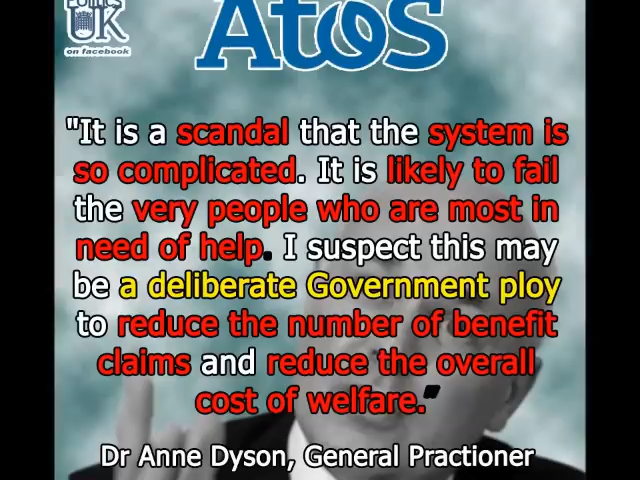 UK
on facebook
Atos
"It is a scandal that the system is
so complicated. It is likely to fail
the very people who are most in
need of help. I suspect this may
be a deliberate Government ploy
to reduce the number of benefit
claims and reduce the overall
cost of welfare."
Dr Anne Dyson, General Practioner